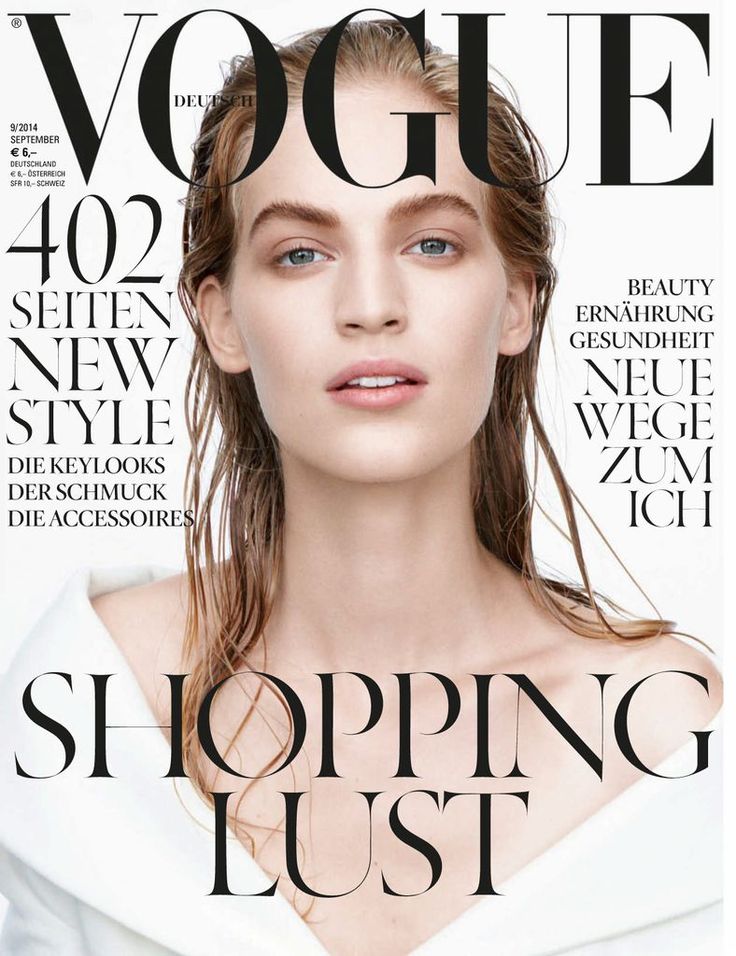 ®
VOGUE
DEUTSCH
9/2014
SEPTEMBER
€ 6,–
DEUTSCHLAND
€ 6,– ÖSTERREICH
SFR 10,– SCHWEIZ
402
SEITEN
NEW
STYLE
DIE KEYLOOKS
DER SCHMUCK
DIE ACCESSOIRES
BEAUTY
ERNÄHRUNG
GESUNDHEIT
NEUE
WEGE
ZUM
ICH
SHOPPING
LUST